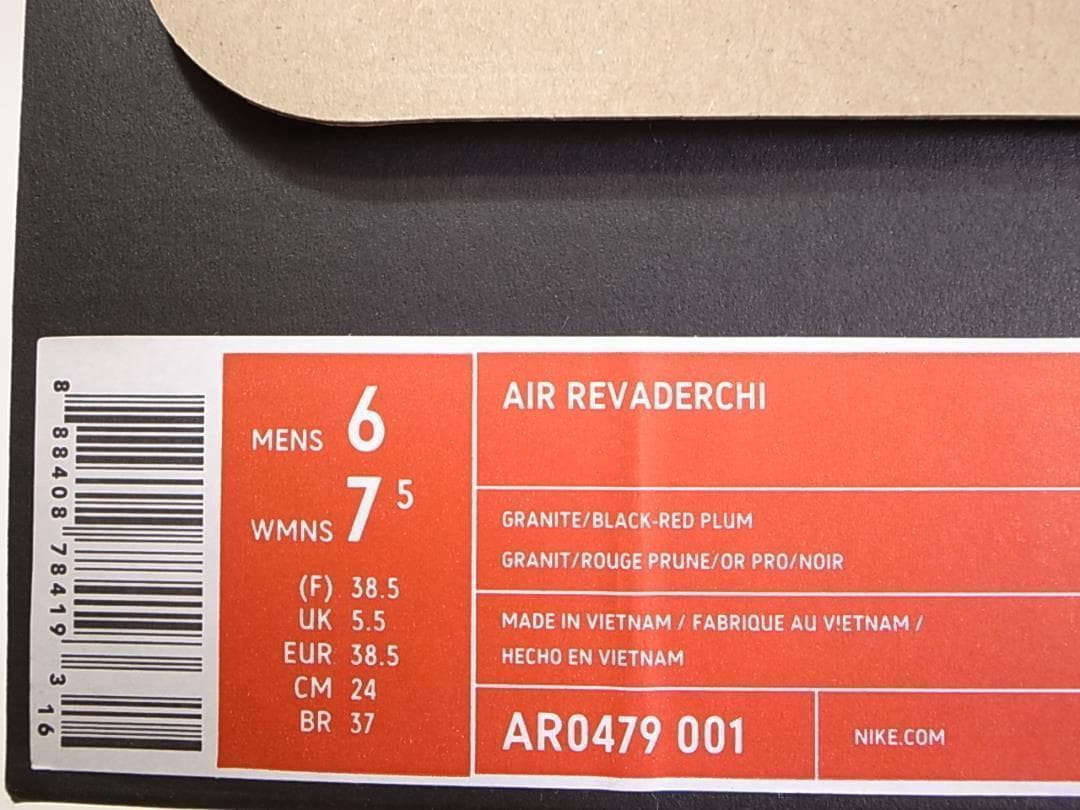 8 88408 78419 3
16
MENS 6
WMNS 7 5
(F) 38.5
UK 5.5
EUR 38.5
CM 24
BR 37
AIR REVADERCHI
GRANITE/BLACK-RED PLUM
GRANIT/ROUGE PRUNE/OR PRO/NOIR
MADE IN VIETNAM / FABRIQUE AU VIETNAM /
HECHO EN VIETNAM
AR0479 001
NIKE.COM